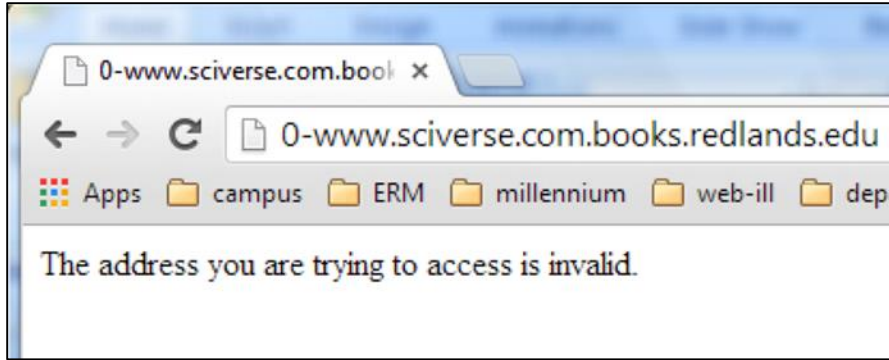 0-www.sciverse.com.book
0-www.sciverse.com.books.redlands.edu
Apps campus ERM millennium web-ill dep
The address you are trying to access is invalid.